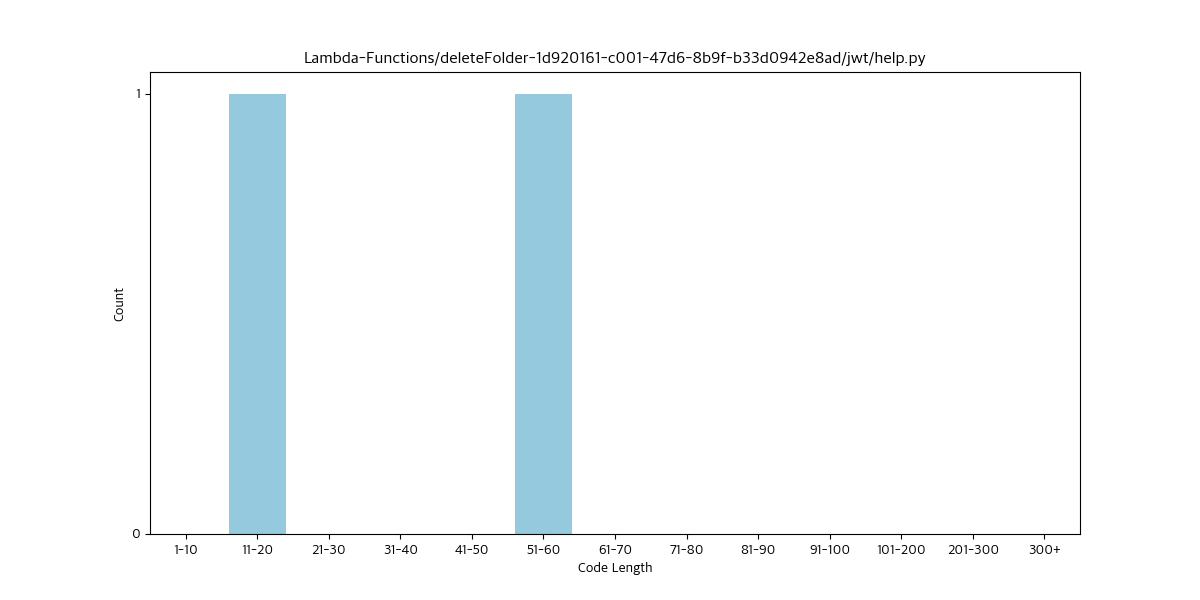 Lambda-Functions/deleteFolder-1d920161-c001-47d6-8b9f-b33d0942e8ad/jwt/help.py
1
Count
0
1-10 11-20 21-30 31-40 41-50 51-60 61-70 71-80 81-90 91-100 101-200 201-300 300+
Code Length